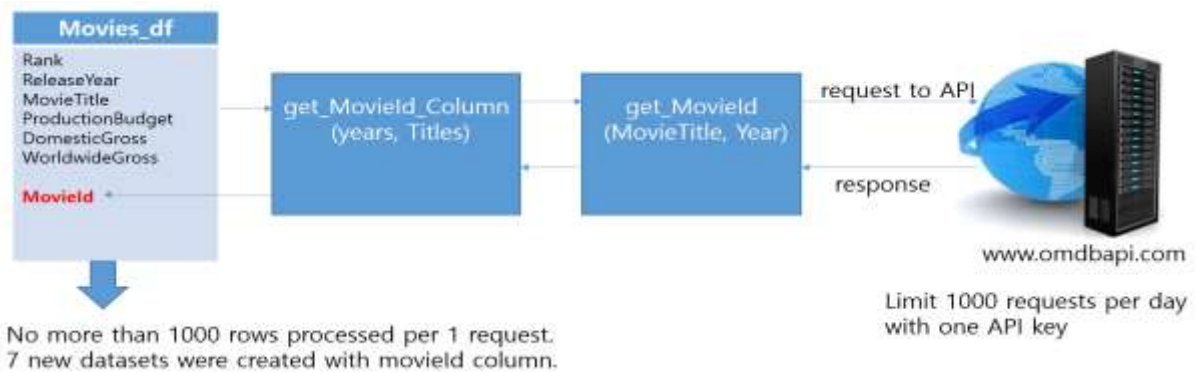 Movies_df
Rank
ReleaseYear
MovieTitle
ProductionBudget
DomesticGross
WorldwideGross
MovieId
get_MovieId_Column
(years, Titles)
get_MovieId
(MovieTitle, Year)
request to API
response
www.omdbapi.com
Limit 1000 requests per day
with one API key
No more than 1000 rows processed per 1 request.
7 new datasets were created with movieId column.